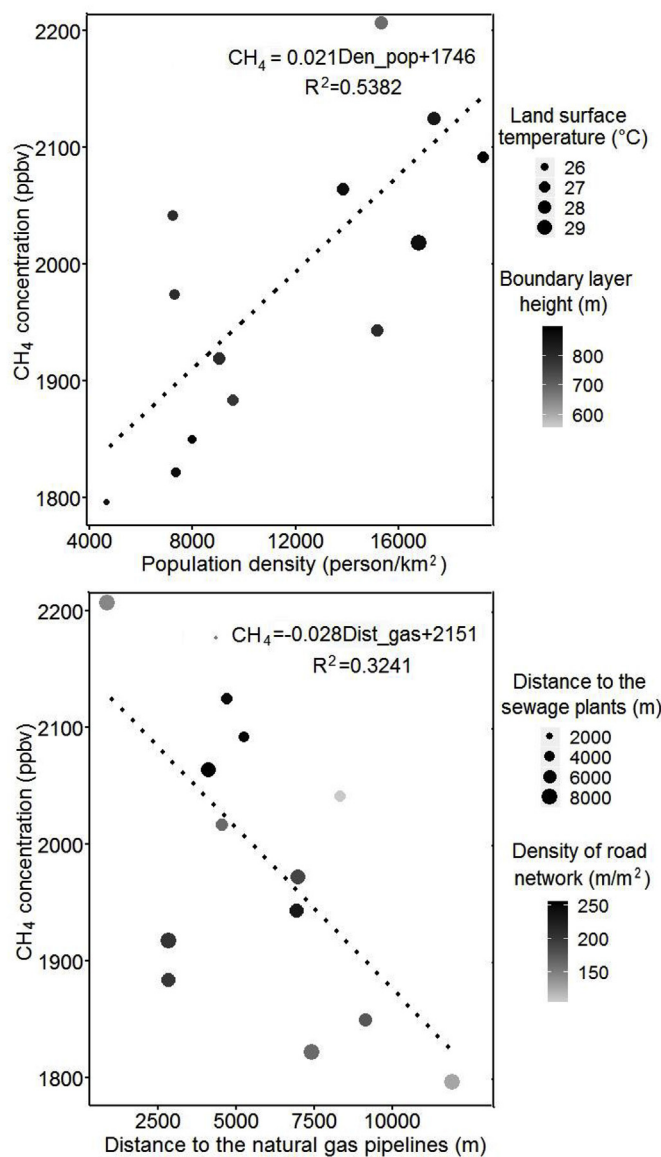 2200
2100
2000
1900
1800
CH₄ concentration (ppbv)
CH₄ = 0.021Den_pop+1746
R²=0.5382
4000 8000 12000 16000
Population density (person/km²)
Land surface
temperature (°C)
26
27
28
29
Boundary layer
height (m)
800
700
600
2200
2100
2000
1900
1800
CH₄ concentration (ppbv)
CH₄=-0.028Dist_gas+2151
R²=0.3241
2500 5000 7500 10000
Distance to the natural gas pipelines (m)
Distance to the
sewage plants (m)
2000
4000
6000
8000
Density of road
network (m/m²)
250
200
150